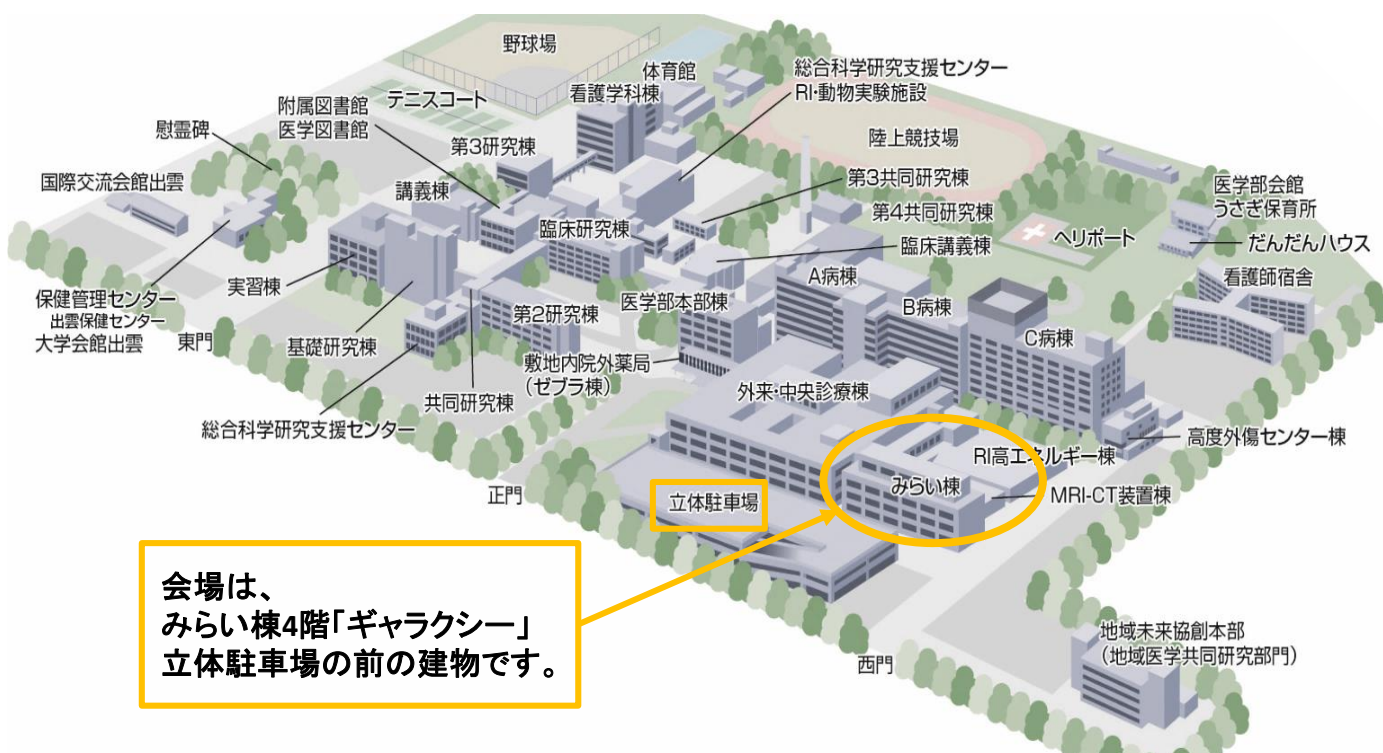 野球場
体育館
看護学科棟
総合科学研究支援センター
RI・動物実験施設
附属図書館
医学図書館
テニスコート
慰霊碑
第3研究棟
陸上競技場
国際交流会館出雲
講義棟
第3共同研究棟
医学部会館
うさぎ保育所
第4共同研究棟
臨床研究棟
ヘリポート
だんだんハウス
臨床講義棟
A病棟
看護師宿舎
実習棟
保健管理センター
出雲保健センター
大学会館出雲
東門
医学部本部棟
B病棟
第2研究棟
C病棟
基礎研究棟
敷地内院外薬局
（ゼブラ棟）
外来・中央診療棟
共同研究棟
総合科学研究支援センター
高度外傷センター棟
RI高エネルギー棟
みらい棟
MRI-CT装置棟
正門
立体駐車場
会場は、
みらい棟4階「ギャラクシー」
立体駐車場の前の建物です。
西門
地域未来協創本部
（地域医学共同研究部門）